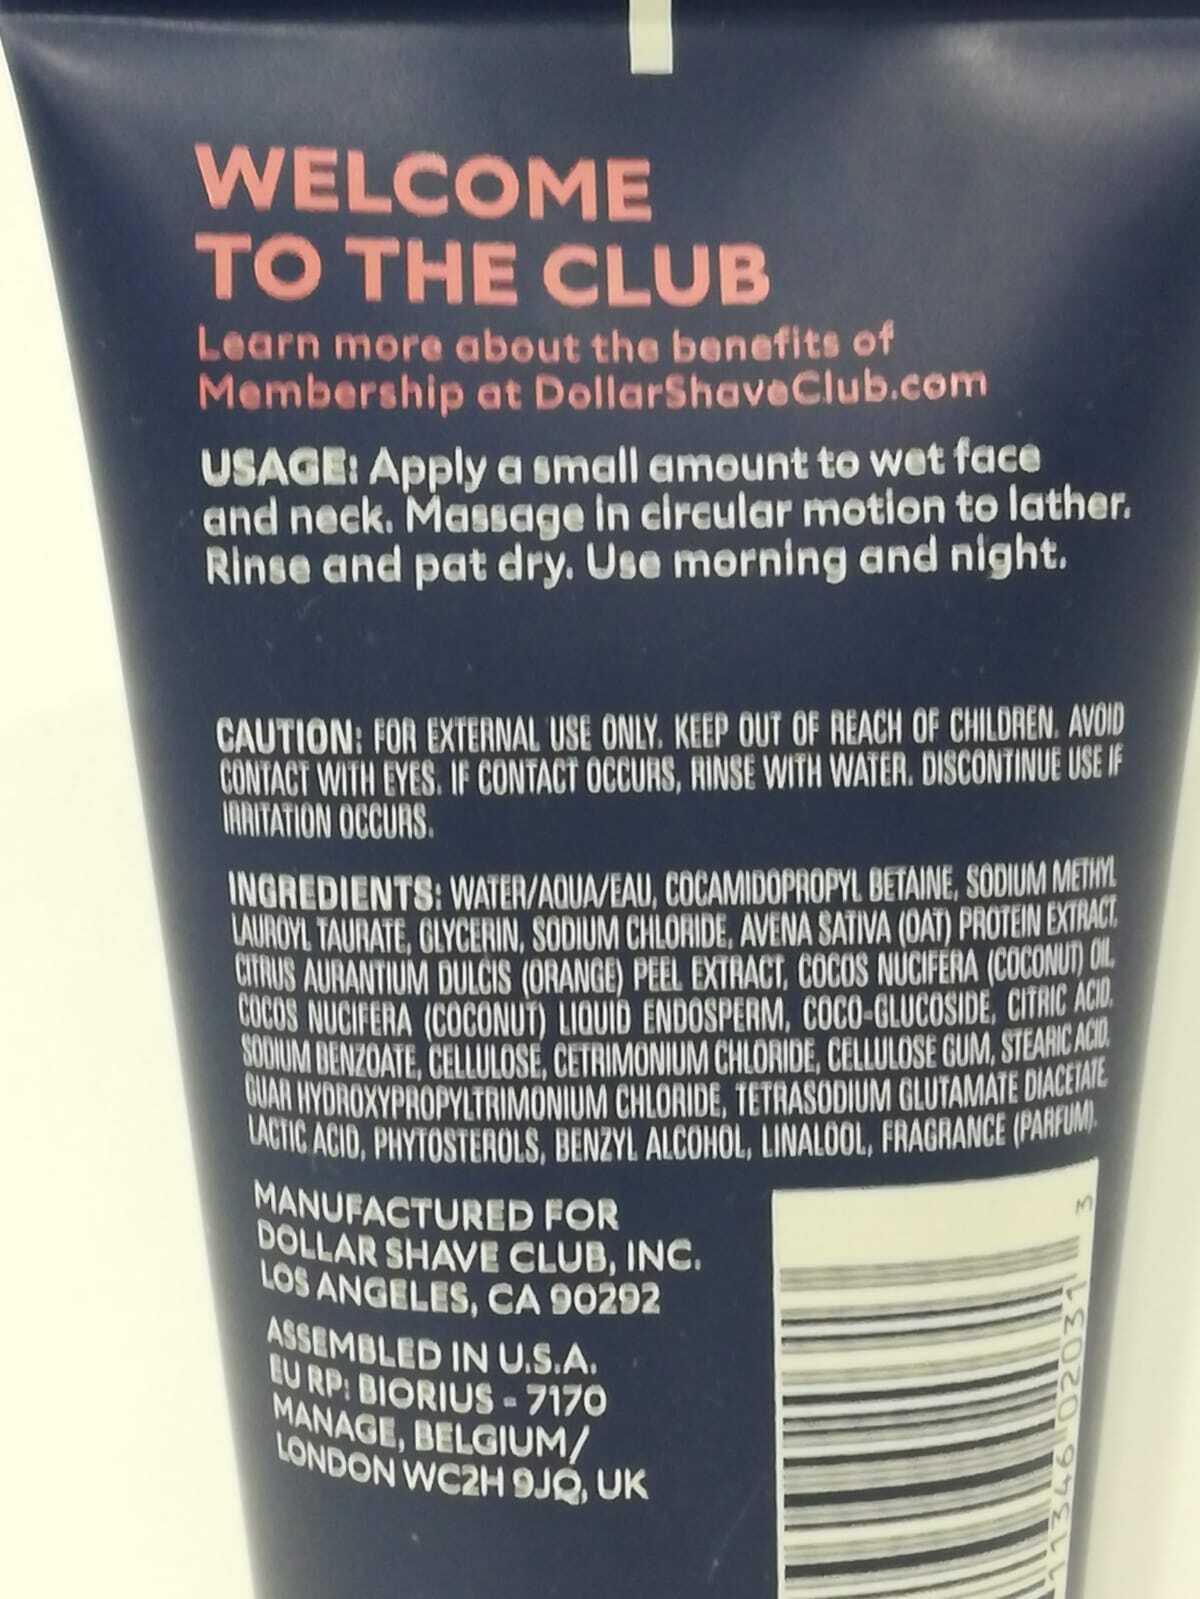 WELCOME
TO THE CLUB
Learn more about the benefits of
Membership at DollarShaveClub.com
USAGE: Apply a small amount to wet face
and neck. Massage in circular motion to lather.
Rinse and pat dry. Use morning and night.
CAUTION: FOR EXTERNAL USE ONLY. KEEP OUT OF REACH OF CHILDREN. AVOID
CONTACT WITH EYES. IF CONTACT OCCURS, RINSE WITH WATER. DISCONTINUE USE IF
IRRITATION OCCURS.
INGREDIENTS: WATER/AQUA/EAU, COCAMIDOPROPYL BETAINE, SODIUM METHYL
LAUROYL TAURATE, GLYCERIN, SODIUM CHLORIDE, AVENA SATIVA (OAT) PROTEIN EXTRACT,
CITRUS AURANTIUM DULCIS (ORANGE) PEEL EXTRACT, COCOS NUCIFERA (COCONUT) OIL,
COCOS NUCIFERA (COCONUT) LIQUID ENDOSPERM, COCO-GLUCOSIDE, CITRIC ACID,
SODIUM BENZOATE, CELLULOSE, CETRIMONIUM CHLORIDE, CELLULOSE GUM, STEARIC ACID,
GUAR HYDROXYPROPYLTRIMONIUM CHLORIDE, TETRASODIUM GLUTAMATE DIACETATE,
LACTIC ACID, PHYTOSTEROLS, BENZYL ALCOHOL, LINALOOL, FRAGRANCE (PARFUM).
MANUFACTURED FOR
DOLLAR SHAVE CLUB, INC.
LOS ANGELES, CA 90292
ASSEMBLED IN U.S.A.
EU RP: BIORIUS - 7170
MANAGE, BELGIUM/
LONDON WC2H 9JQ, UK
11346 02031 3